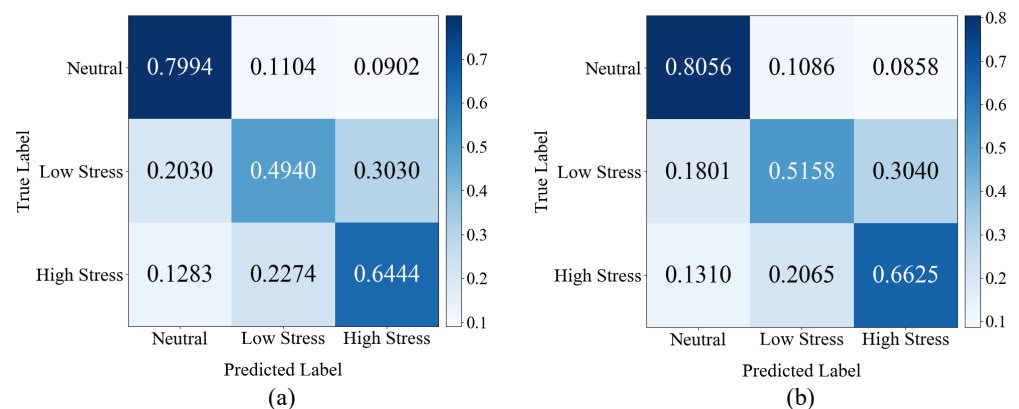 True Label
Neutral 0.7994 0.1104 0.0902
Low Stress 0.2030 0.4940 0.3030
High Stress 0.1283 0.2274 0.6444
Neutral Low Stress High Stress
Predicted Label
0.7
0.6
0.5
0.4
0.3
0.2
0.1
(a)
True Label
Neutral 0.8056 0.1086 0.0858
Low Stress 0.1801 0.5158 0.3040
High Stress 0.1310 0.2065 0.6625
Neutral Low Stress High Stress
Predicted Label
0.8
0.7
0.6
0.5
0.4
0.3
0.2
0.1
(b)